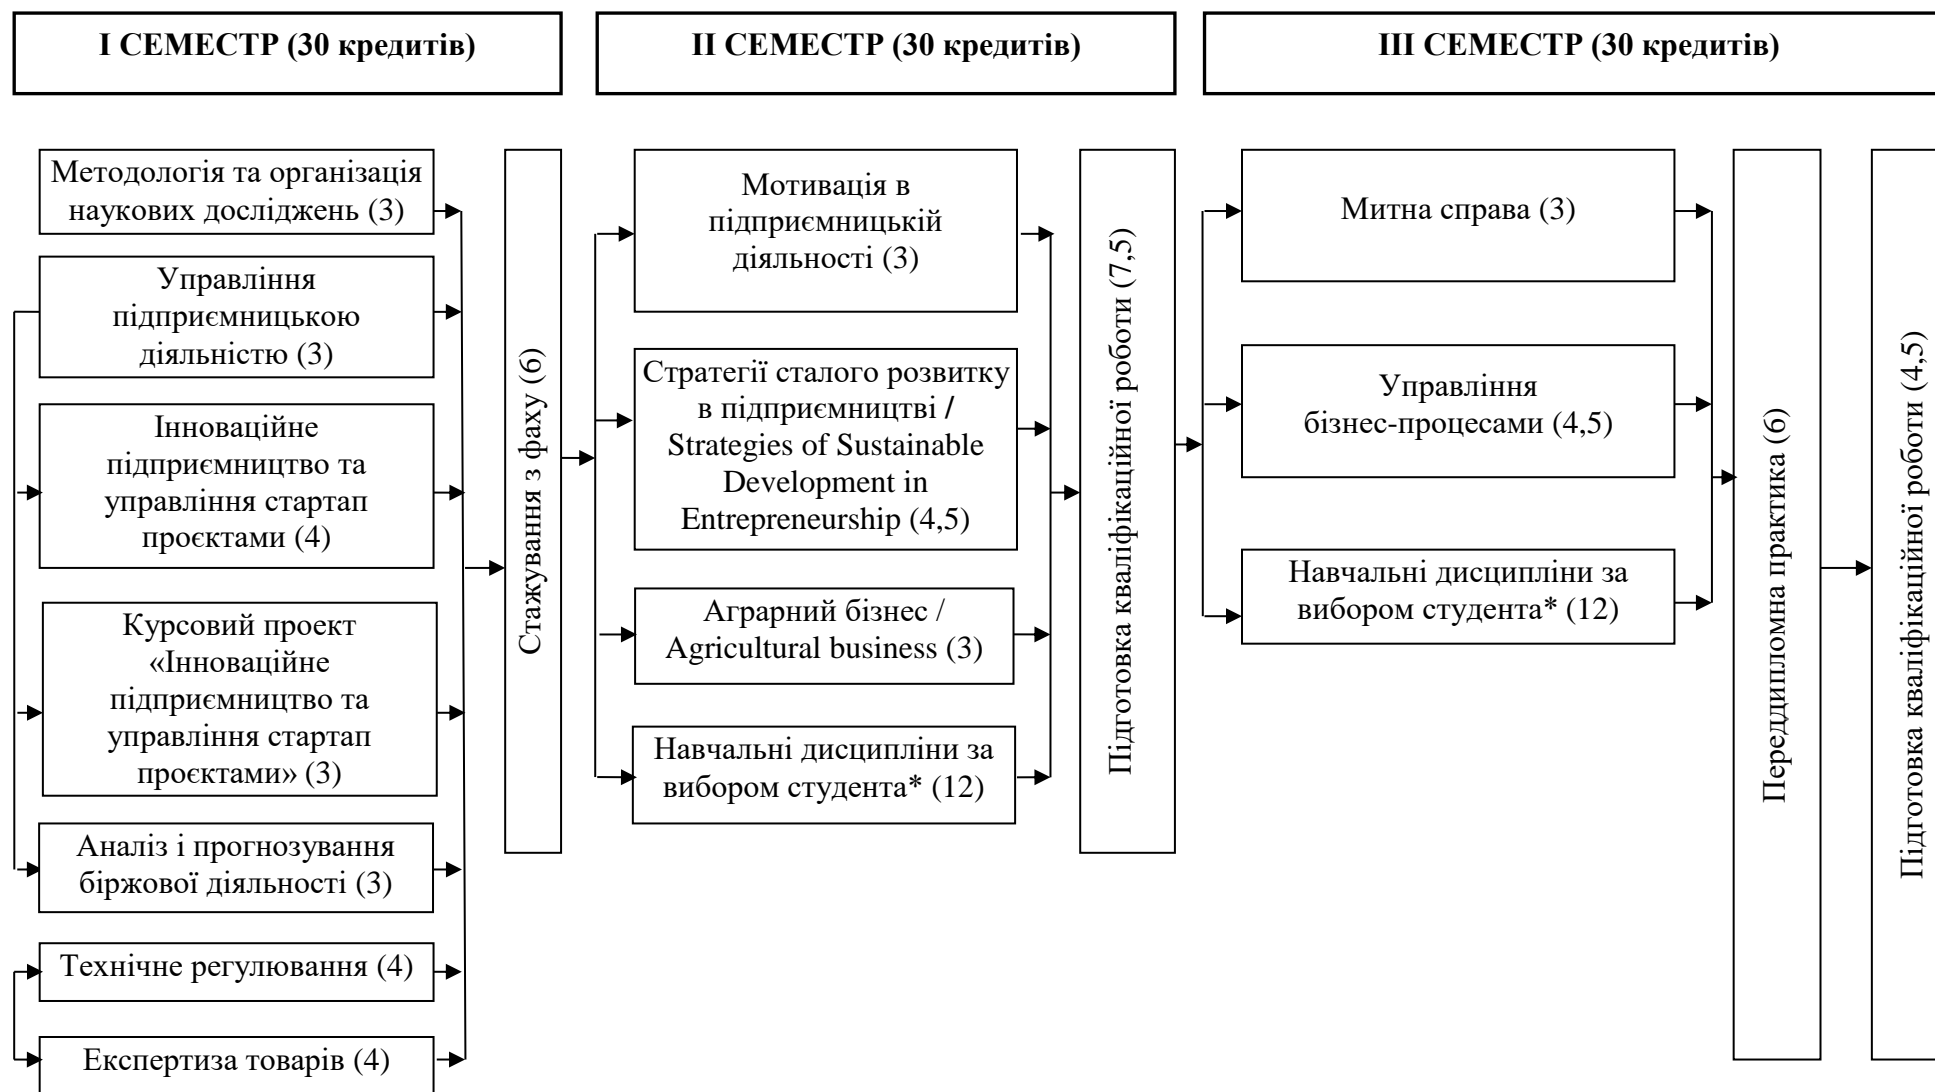 І СЕМЕСТР (30 кредитів)
ІІ СЕМЕСТР (30 кредитів)
ІІІ СЕМЕСТР (30 кредитів)
Методологія та організація
наукових досліджень (3)
Управління
підприємницькою
діяльністю (3)
Інноваційне
підприємництво та
управління стартап
проєктами (4)
Курсовий проект
«Інноваційне
підприємництво та
управління стартап
проєктами» (3)
Аналіз і прогнозування
біржової діяльності (3)
Технічне регулювання (4)
Експертиза товарів (4)
Стажування з фаху (6)
Мотивація в
підприємницькій
діяльності (3)
Стратегії сталого розвитку
в підприємництві /
Strategies of Sustainable
Development in
Entrepreneurship (4,5)
Аграрний бізнес /
Agricultural business (3)
Навчальні дисципліни за
вибором студента* (12)
Підготовка кваліфікаційної роботи (7,5)
Митна справа (3)
Управління
бізнес-процесами (4,5)
Навчальні дисципліни за
вибором студента* (12)
Переддипломна практика (6)
Підготовка кваліфікаційної роботи (4,5)